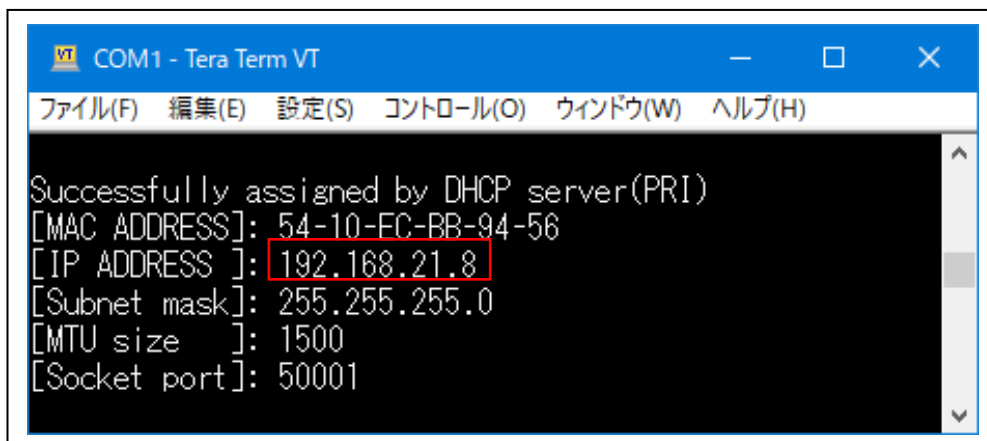 COM1 - Tera Term VT
ファイル(F) 編集(E) 設定(S) コントロール(O) ウィンドウ(W) ヘルプ(H)
Successfully assigned by DHCP server(PRI)
[MAC ADDRESS]: 54-10-EC-BB-94-56
[IP ADDRESS ]: 192.168.21.8
[Subnet mask]: 255.255.255.0
[MTU size   ]: 1500
[Socket port]: 50001